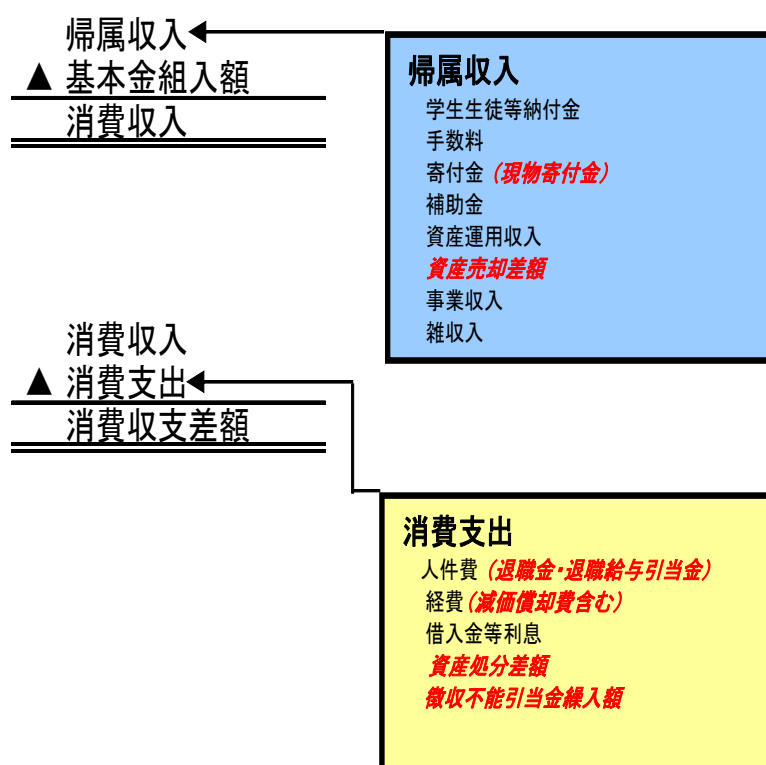 帰属収入
▲ 基本金組入額
消費収入
帰属収入
学生生徒等納付金
手数料
寄付金（現物寄付金）
補助金
資産運用収入
資産売却差額
事業収入
雑収入
消費収入
▲ 消費支出
消費収支差額
消費支出
人件費（退職金・退職給与引当金）
経費（減価償却費含む）
借入金等利息
資産処分差額
徴収不能引当金繰入額